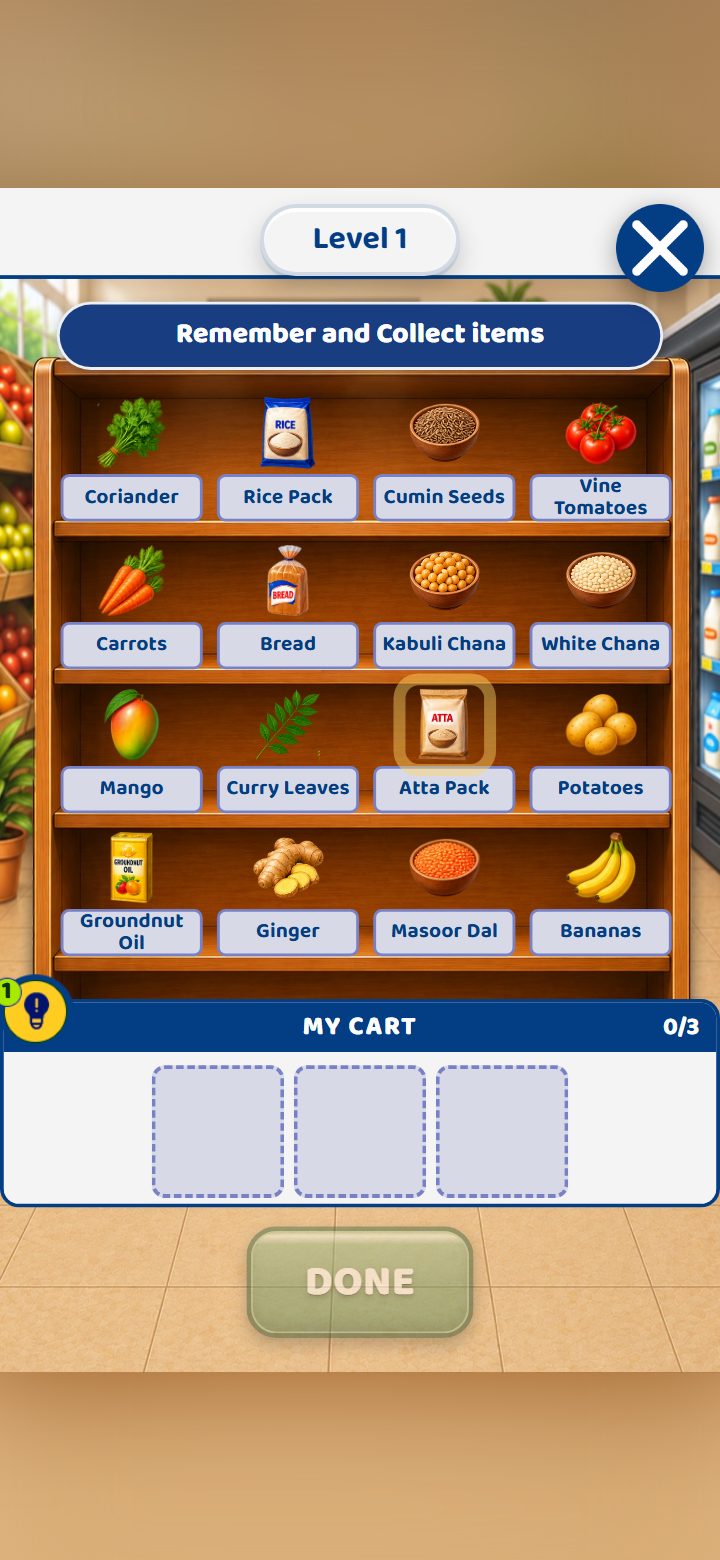 Level 1
Remember and Collect items
RICE
Coriander
Rice Pack
Cumin Seeds
Vine
Tomatoes
BREAD
Carrots
Bread
Kabuli Chana
White Chana
ATTA
Mango
Curry Leaves
Atta Pack
Potatoes
GROUNDNUT
OIL
Groundnut
Oil
Ginger
Masoor Dal
Bananas
1
MY CART
0/3
DONE